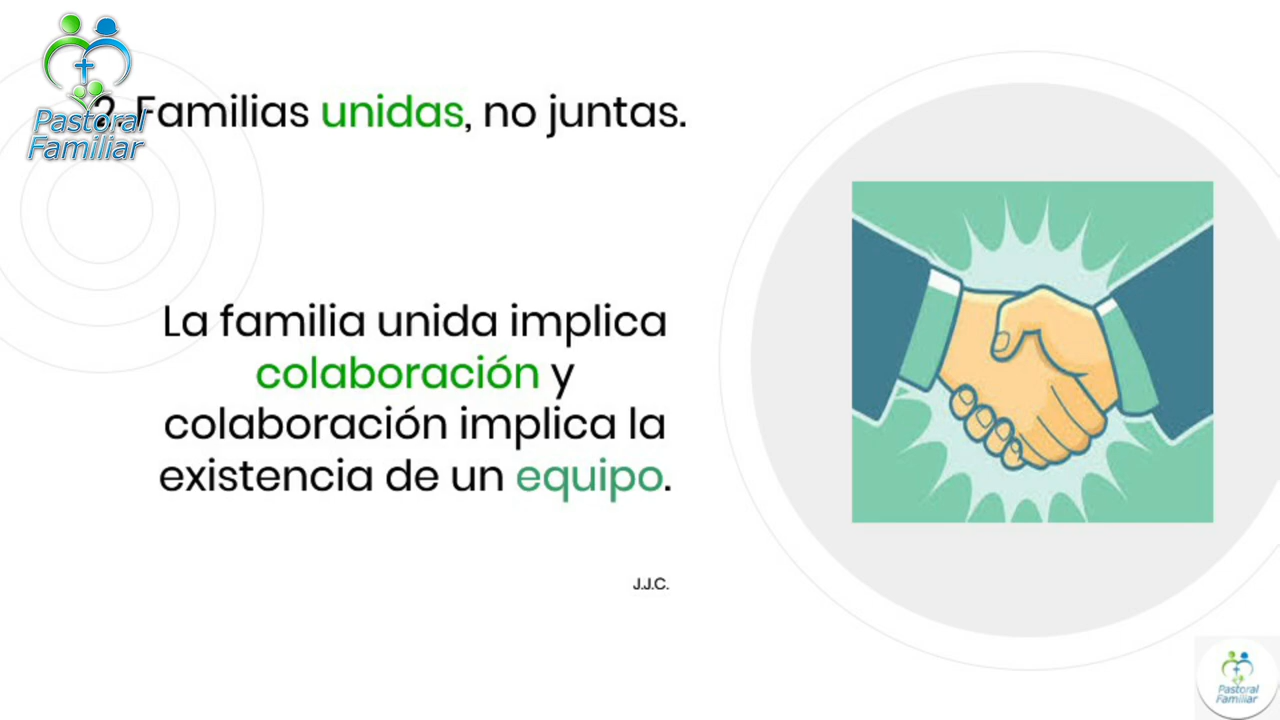 2. Familias unidas, no juntas.
Pastoral
Familiar
La familia unida implica
colaboración y
colaboración implica la
existencia de un equipo.
J.J.C.
Pastoral
Familiar